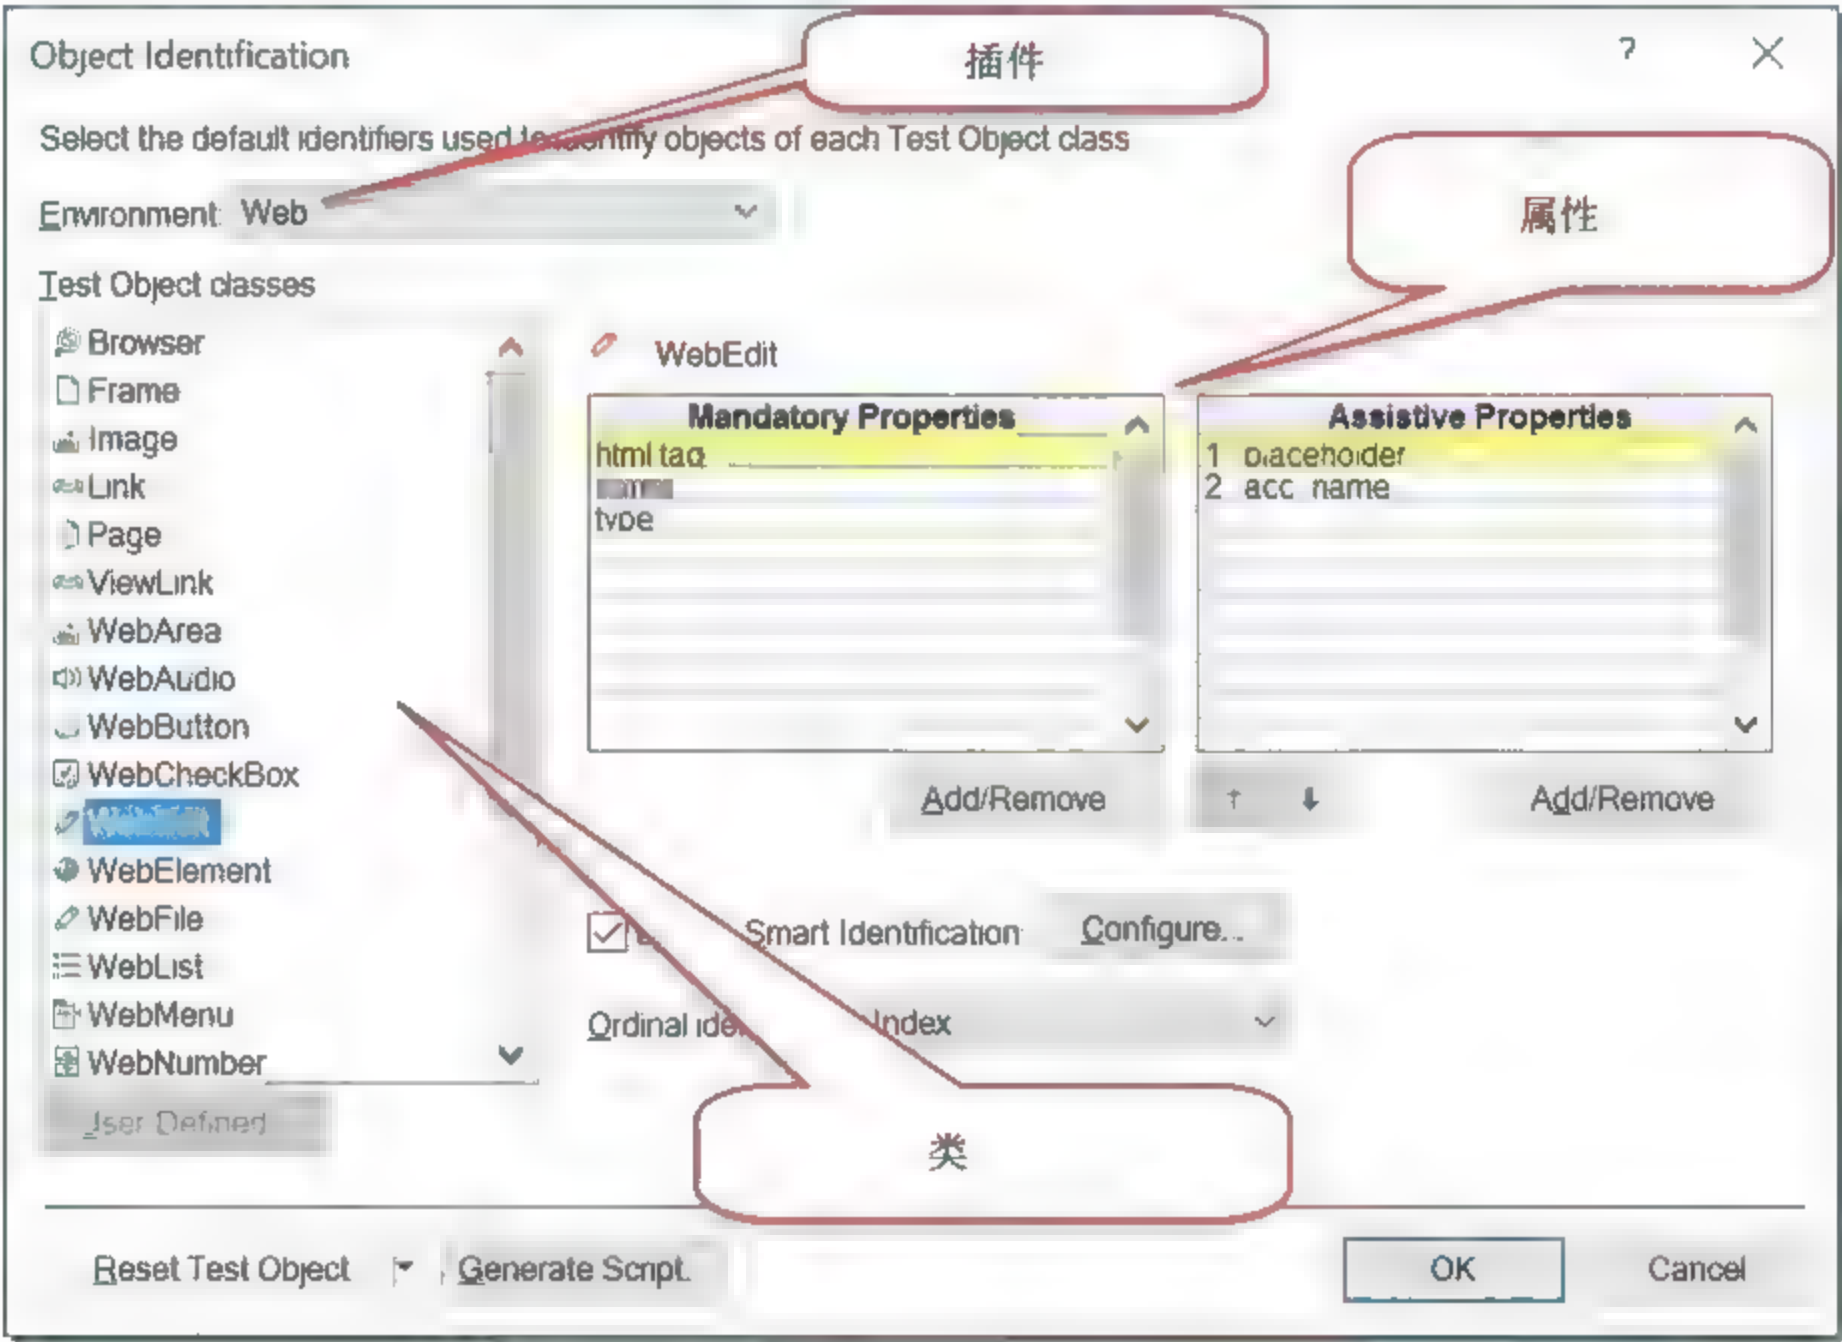 Object Identification
插件
Select the default identifiers used to identify objects of each Test Object class
Environment: Web
属性
Test Object classes
Browser
Frame
Image
Link
Page
ViewLink
WebArea
WebAudio
WebButton
WebCheckBox
WebElement
WebFile
WebList
WebMenu
WebNumber
User Defined
WebEdit
Mandatory Properties
html tag
type
Add/Remove
Assistive Properties
1 placeholder
2 acc_name
Add/Remove
Smart Identification
Configure...
Ordinal
Index
类
Reset Test Object
Generate Script.
OK
Cancel